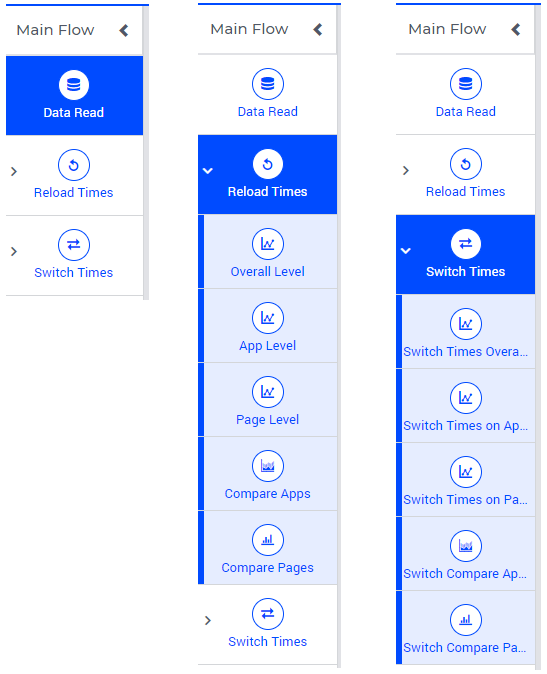 Main Flow
Data Read
Reload Times
Switch Times
Main Flow
Data Read
Reload Times
Overall Level
App Level
Page Level
Compare Apps
Compare Pages
Switch Times
Main Flow
Data Read
Reload Times
Switch Times
Switch Times Overa...
Switch Times on Ap...
Switch Times on Pa...
Switch Compare Ap...
Switch Compare Pa...